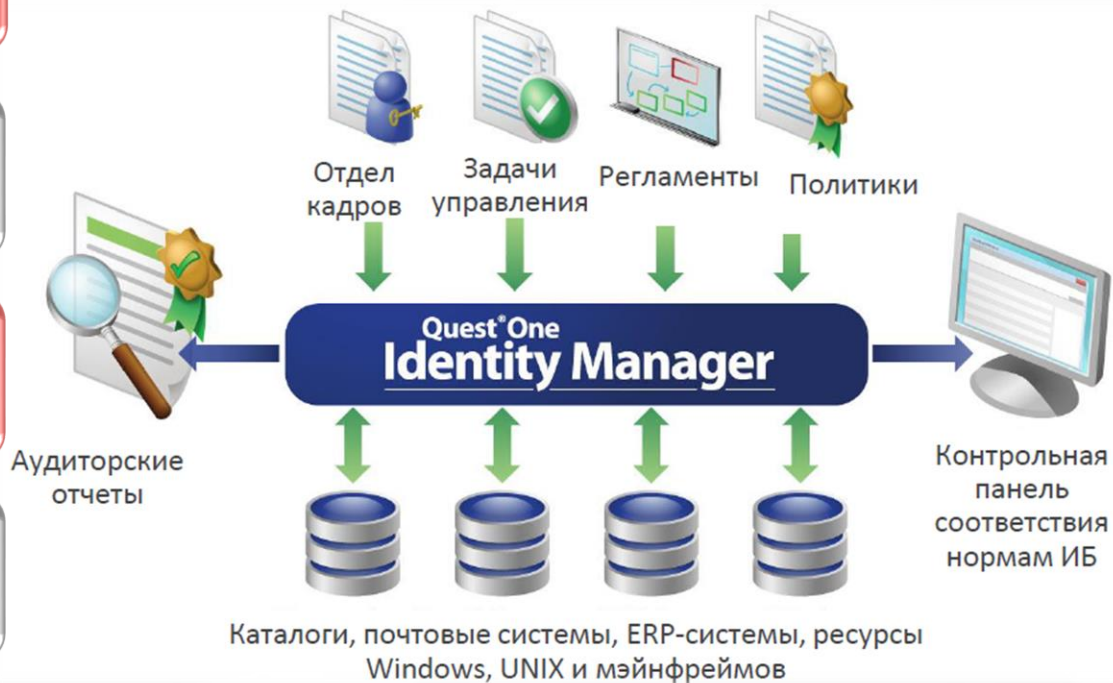 Отдел
кадров
Задачи
управления
Регламенты
Политики
Quest® One
Identity Manager
Аудиторские
отчеты
Контрольная
панель
соответствия
нормам ИБ
Каталоги, почтовые системы, ERP-системы, ресурсы
Windows, UNIX и мэйнфреймов